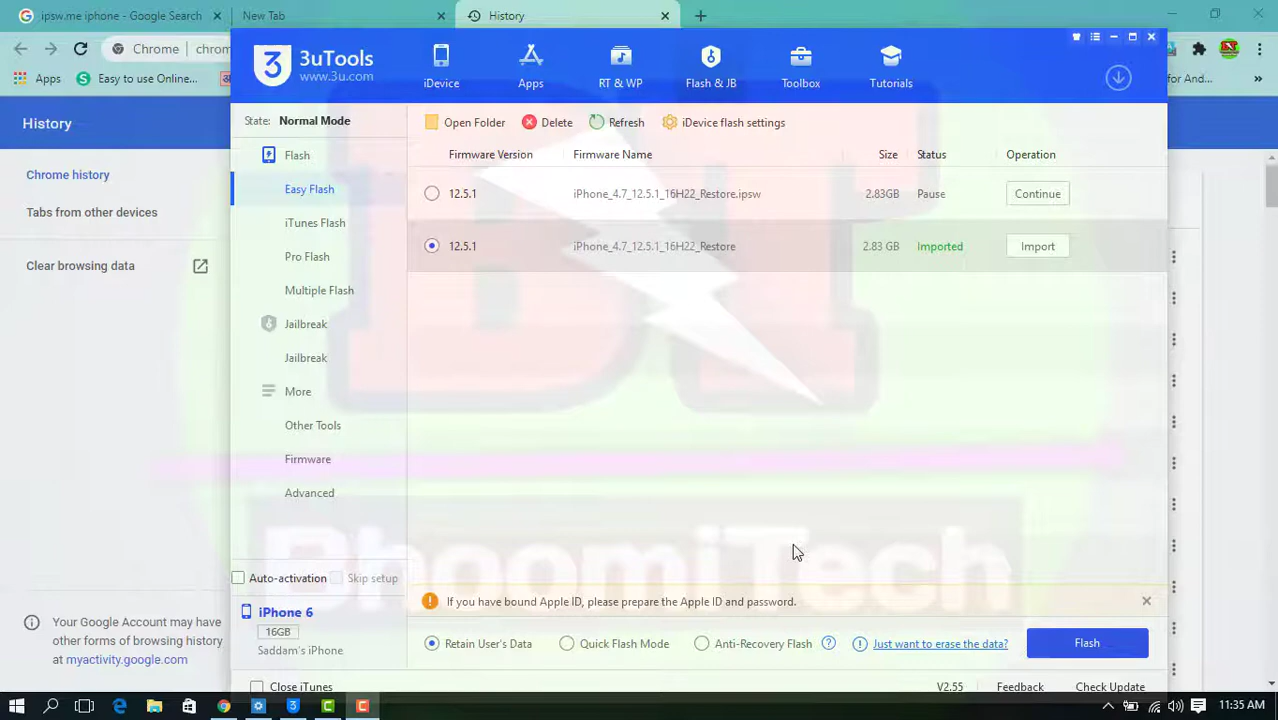 ipsw.me iphone - Google Search
New Tab
History
Chrome
chrom
Apps
Easy to use Online...
for And...
»
3
3uTools
www.3u.com
iDevice
Apps
RT & WP
Flash & JB
Toolbox
Tutorials
History
Chrome history
Tabs from other devices
Clear browsing data
State: Normal Mode
Flash
Easy Flash
iTunes Flash
Pro Flash
Multiple Flash
Jailbreak
Jailbreak
More
Other Tools
Firmware
Advanced
Open Folder
Delete
Refresh
iDevice flash settings
Firmware Version
Firmware Name
Size
Status
Operation
12.5.1
iPhone_4.7_12.5.1_16H22_Restore.ipsw
2.83GB
Pause
Continue
12.5.1
iPhone_4.7_12.5.1_16H22_Restore
2.83 GB
Imported
Import
BT
BhoomiTech
Auto-activation
Skip setup
iPhone 6
16GB
Saddam's iPhone
If you have bound Apple ID, please prepare the Apple ID and password.
Retain User's Data
Quick Flash Mode
Anti-Recovery Flash
Just want to erase the data?
Flash
Your Google Account may have
other forms of browsing history
at myactivity.google.com
Close iTunes
V2.55
Feedback
Check Update
11:35 AM